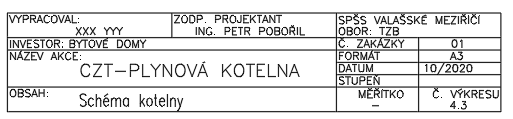 VYPRACOVAL: ZODP. PROJEKTANT SPŠS VALAŠSKÉ MEZIŘÍČÍ
XXX YYY ING. PETR POBOŘIL OBOR: TZB
INVESTOR: BYTOVÉ DOMY Č. ZAKÁZKY 01
NÁZEV AKCE: FORMÁT A3
CZT-PLYNOVÁ KOTELNA DATUM 10/2020
STUPEŇ
OBSAH: MĚŘÍTKO Č. VÝKRESU
Schéma kotelny - 4.3